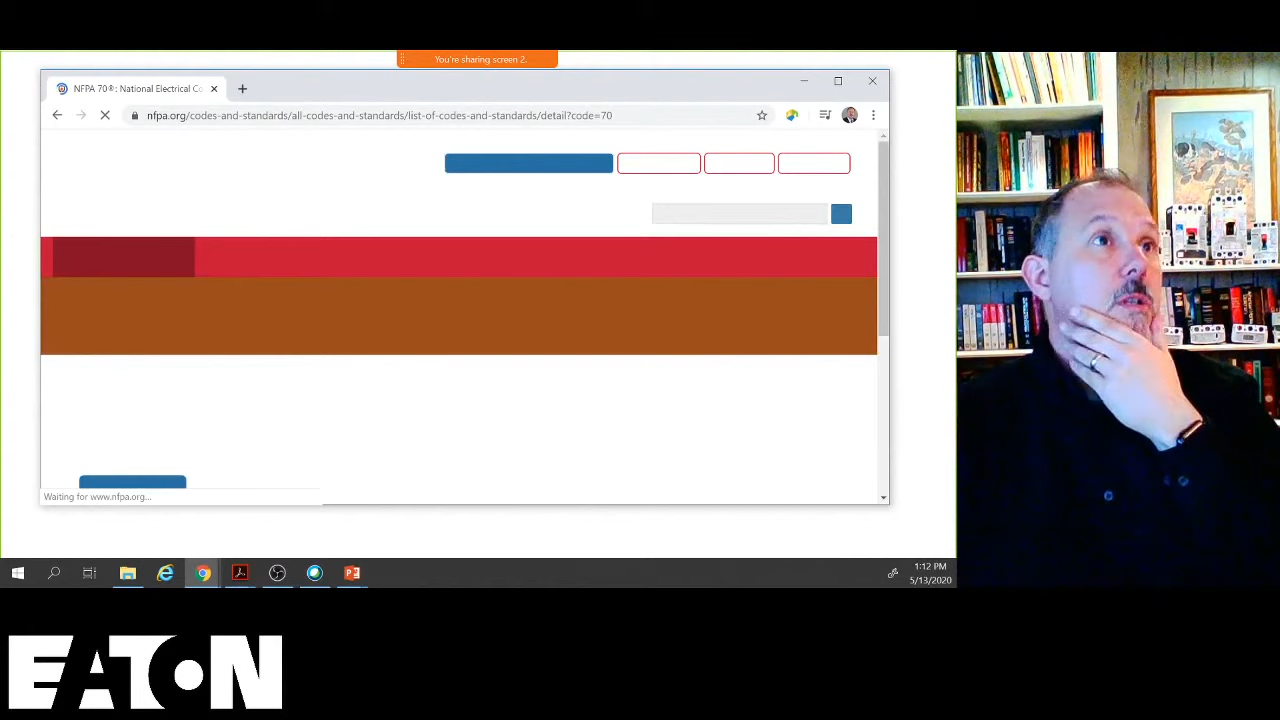 You're sharing screen 2.
NFPA 70®: National Electrical Co
nfpa.org/codes-and-standards/all-codes-and-standards/list-of-codes-and-standards/detail?code=70
Waiting for www.nfpa.org...
1:12 PM
5/13/2020
EATON